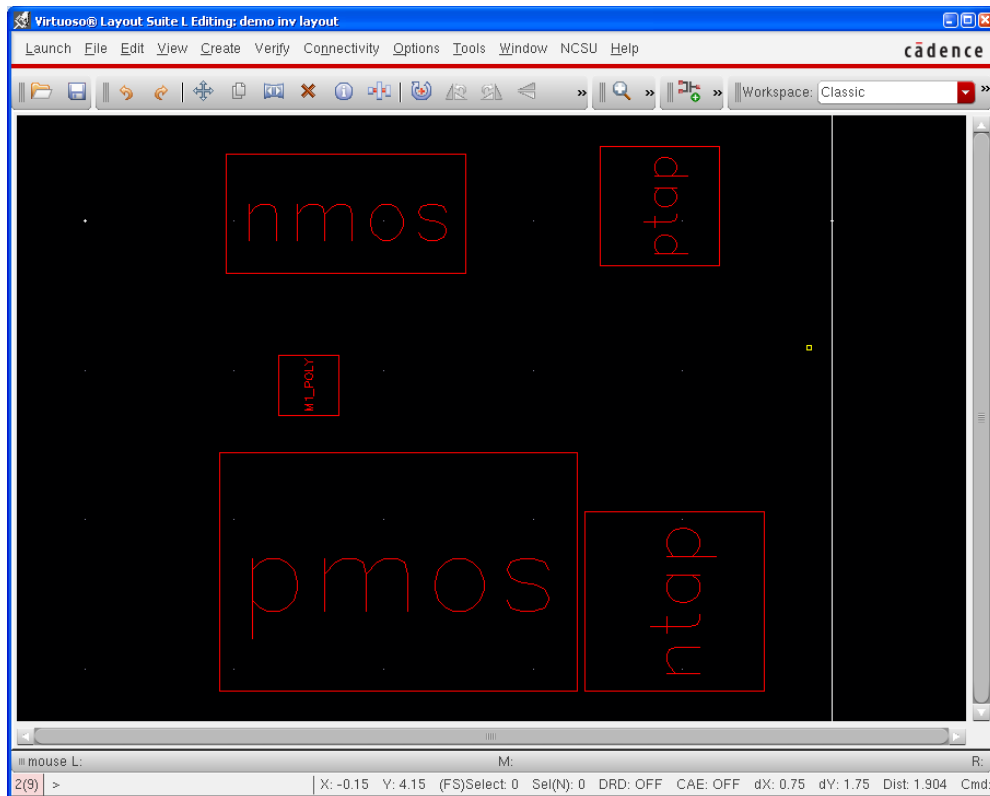 Virtuoso® Layout Suite L Editing: demo inv layout
Launch File Edit View Create Verify Connectivity Options Tools Window NCSU Help cādence
» » » Workspace: Classic »
nmos
ptap
M1_POLY
pmos
ntap
mouse L: M: R:
2(9) > X: -0.15 Y: 4.15 (FS)Select: 0 Sel(N): 0 DRD: OFF CAE: OFF dX: 0.75 dY: 1.75 Dist: 1.904 Cmd: